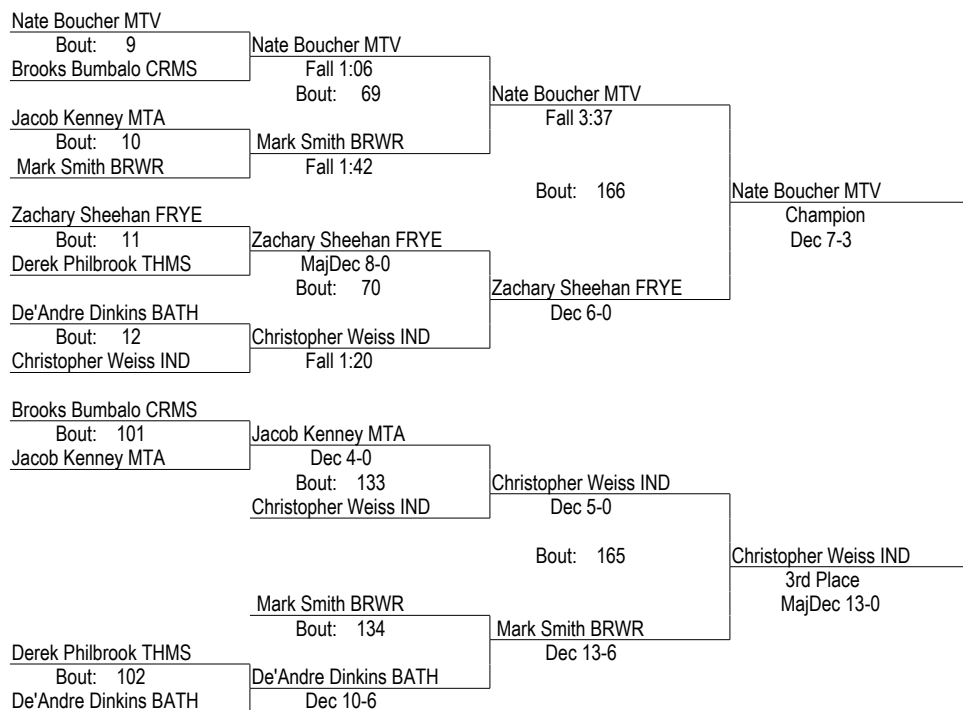 Nate Boucher MTV
Bout: 9
Brooks Bumbalo CRMS
Jacob Kenney MTA
Bout: 10
Mark Smith BRWR
Zachary Sheehan FRYE
Bout: 11
Derek Philbrook THMS
De'Andre Dinkins BATH
Bout: 12
Christopher Weiss IND
Nate Boucher MTV
Fall 1:06
Bout: 69
Mark Smith BRWR
Fall 1:42
Zachary Sheehan FRYE
MajDec 8-0
Bout: 70
Christopher Weiss IND
Fall 1:20
Nate Boucher MTV
Fall 3:37
Bout: 166
Zachary Sheehan FRYE
Dec 6-0
Nate Boucher MTV
Champion
Dec 7-3
Brooks Bumbalo CRMS
Bout: 101
Jacob Kenney MTA
Derek Philbrook THMS
Bout: 102
De'Andre Dinkins BATH
Jacob Kenney MTA
Dec 4-0
Bout: 133
Christopher Weiss IND
Mark Smith BRWR
Bout: 134
De'Andre Dinkins BATH
Dec 10-6
Christopher Weiss IND
Dec 5-0
Bout: 165
Mark Smith BRWR
Dec 13-6
Christopher Weiss IND
3rd Place
MajDec 13-0